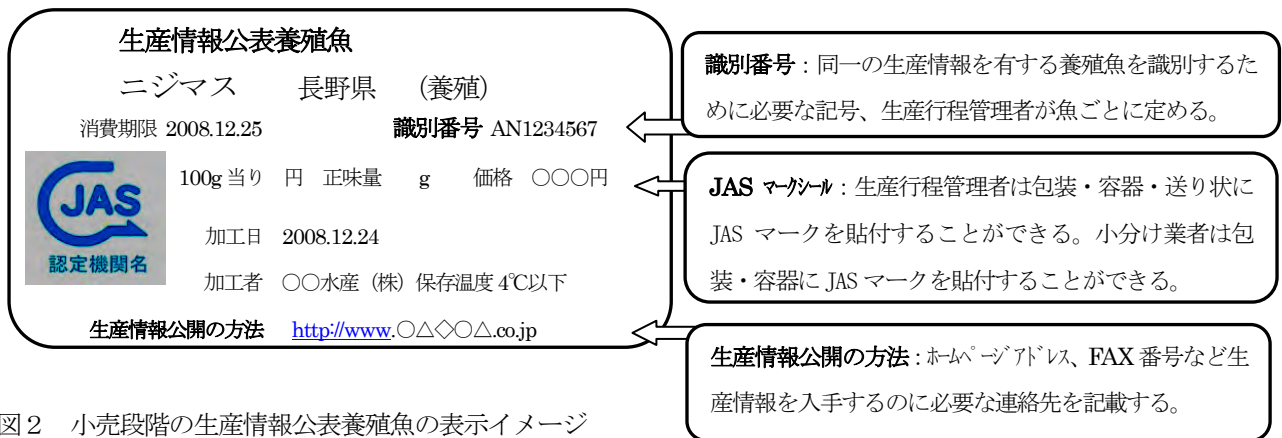 生産情報公表養殖魚
ニジマス 長野県 (養殖)
消費期限 2008.12.25 識別番号 AN1234567
JAS
認定機関名
100g当り 円 正味量 g 価格 〇〇〇円
加工日 2008.12.24
加工者 〇〇水産(株)保存温度4℃以下
生産情報公開の方法 http://www.〇△◇〇△.co.jp
識別番号:同一の生産情報を有する養殖魚を識別するた
めに必要な記号、生産行程管理者が魚ごとに定める。
JAS マークシール:生産行程管理者は包装・容器・送り状に
JAS マークを貼付することができる。小分け業者は包
装・容器に JAS マークを貼付することができる。
生産情報公開の方法:ホームページアドレス、FAX 番号など生
産情報を入手するのに必要な連絡先を記載する。
図2 小売段階の生産情報公表養殖魚の表示イメージ